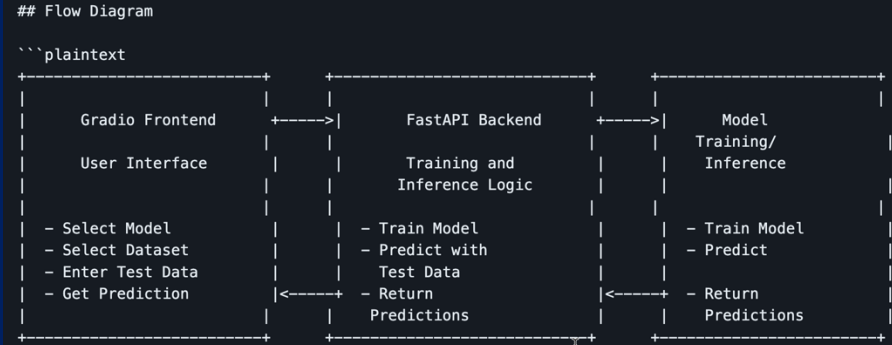 ## Flow Diagram
```plaintext
+--------------------------+      +----------------------------+      +------------------------+
|                          |      |                            |      |                        |
|      Gradio Frontend      +----->|       FastAPI Backend      +----->|      Model
|                          |      |                            |      |    Training/            |
|      User Interface       |      |       Training and          |      |    Inference            |
|                          |      |      Inference Logic        |      |                         |
|                          |      |                            |      |                        |
|  - Select Model           |      |  - Train Model              |      |  - Train Model          |
|  - Select Dataset         |      |  - Predict with             |      |  - Predict              |
|  - Enter Test Data        |      |    Test Data                |      |                         |
|  - Get Prediction         |<-----+  - Return                   |<-----+  - Return               |
|                          |      |   Predictions              |      |    Predictions          |
+--------------------------+      +----------------------------+      +------------------------+